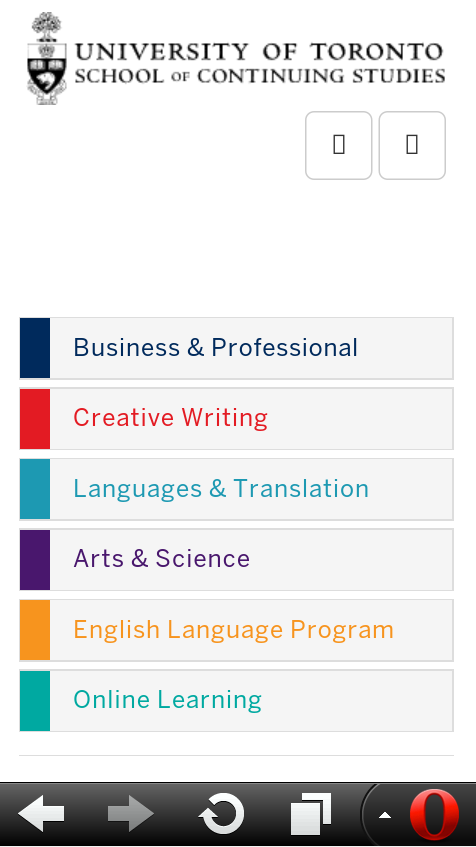 UNIVERSITY OF TORONTO
SCHOOL OF CONTINUING STUDIES
Business & Professional
Creative Writing
Languages & Translation
Arts & Science
English Language Program
Online Learning